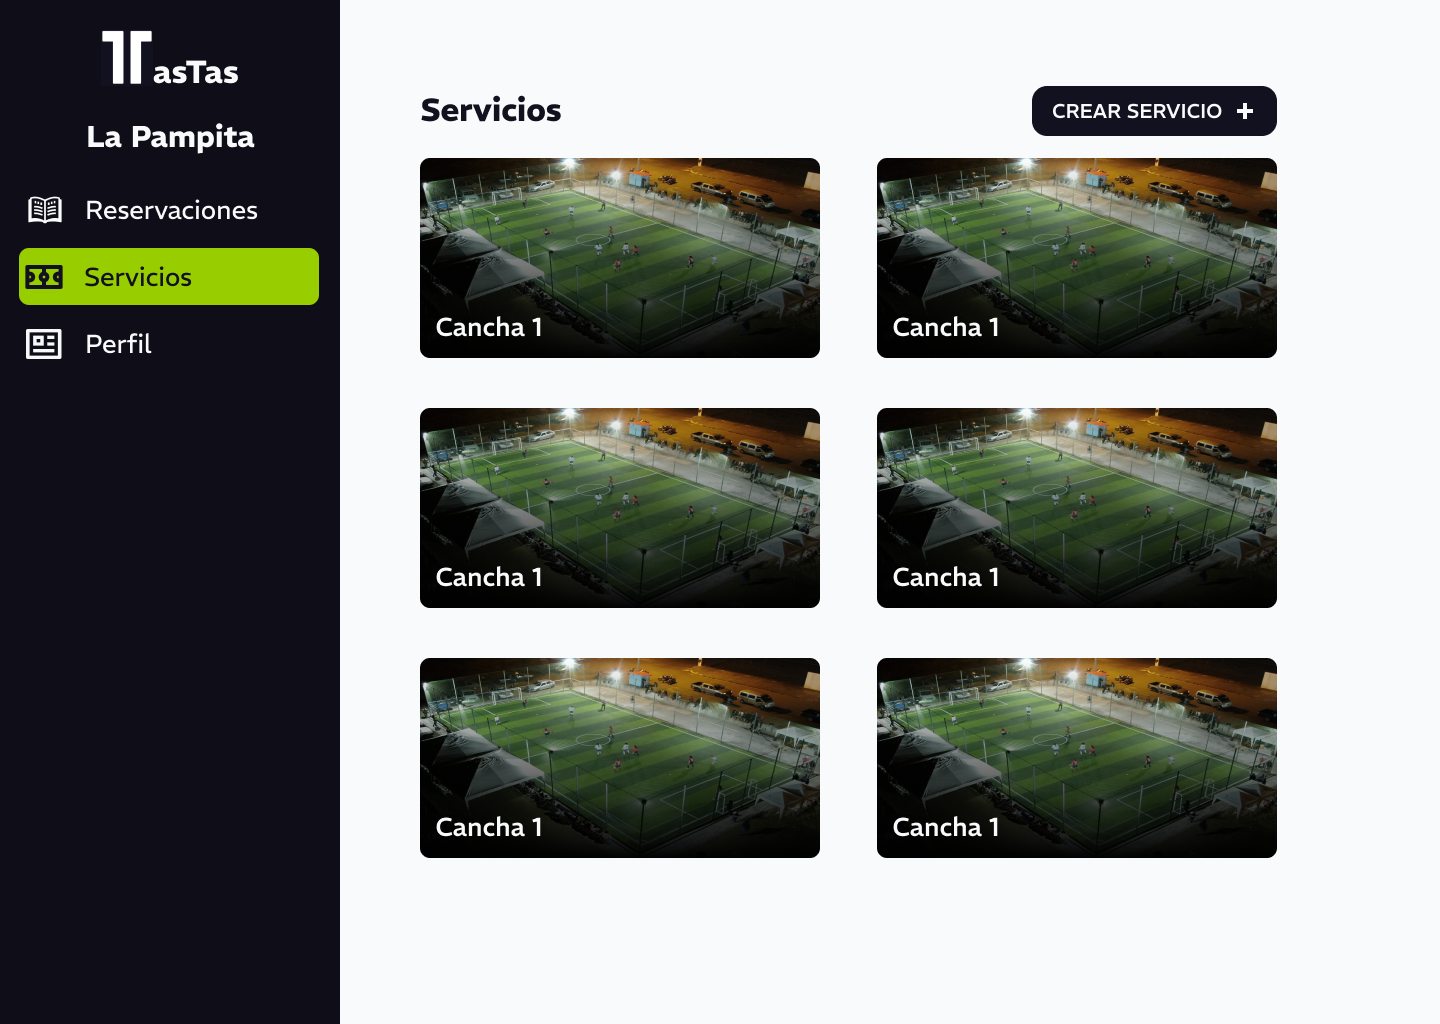 TTasTas
La Pampita
Reservaciones
Servicios
Perfil
Servicios
CREAR SERVICIO +
Cancha 1
Cancha 1
Cancha 1
Cancha 1
Cancha 1
Cancha 1